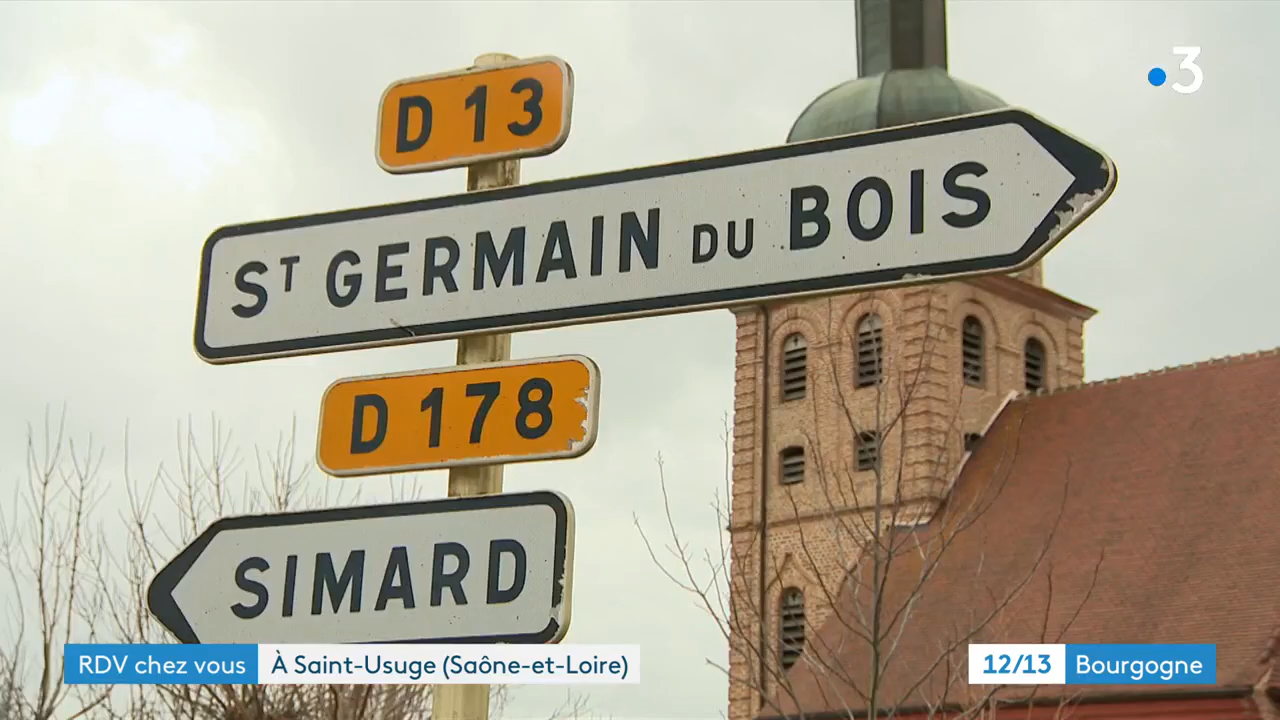 3
D 13
ST GERMAIN DU BOIS
D 178
SIMARD
RDV chez vous À Saint-Usuge (Saône-et-Loire)
12/13 Bourgogne